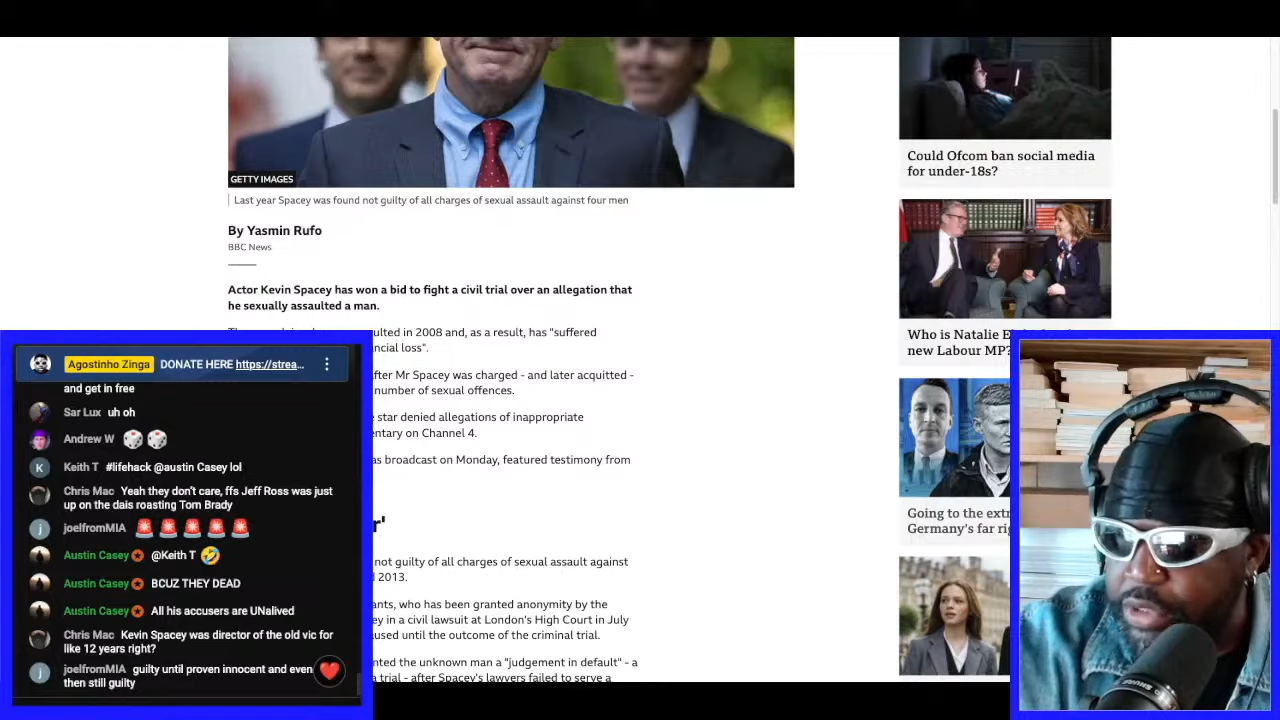 GETTY IMAGES
Last year Spacey was found not guilty of all charges of sexual assault against four men
By Yasmin Rufo
BBC News
Actor Kevin Spacey has won a bid to fight a civil trial over an allegation that
he sexually assaulted a man.
ulted in 2008 and, as a result, has "suffered
ncial loss".
fter Mr Spacey was charged - and later acquitted -
number of sexual offences.
e star denied allegations of inappropriate
entary on Channel 4.
as broadcast on Monday, featured testimony from
r'
not guilty of all charges of sexual assault against
2013.
ants, who has been granted anonymity by the
ey in a civil lawsuit at London's High Court in July
aused until the outcome of the criminal trial.
nted the unknown man a "judgement in default" - a
a trial - after Spacey's lawyers failed to serve a
Could Ofcom ban social media
for under-18s?
Who is Natalie
new Labour MP?
Going to the extr
Germany's far ri
Agostinho Zinga DONATE HERE https://strea...
and get in free
Sar Lux uh oh
Andrew W
K Keith T #lifehack @austin Casey lol
Chris Mac Yeah they don't care, ffs Jeff Ross was just
up on the dais roasting Tom Brady
j joelfromMIA
Austin Casey @Keith T
Austin Casey BCUZ THEY DEAD
Austin Casey All his accusers are UNalived
Chris Mac Kevin Spacey was director of the old vic for
like 12 years right?
j joelfromMIA guilty until proven innocent and even
then still guilty
SHURE